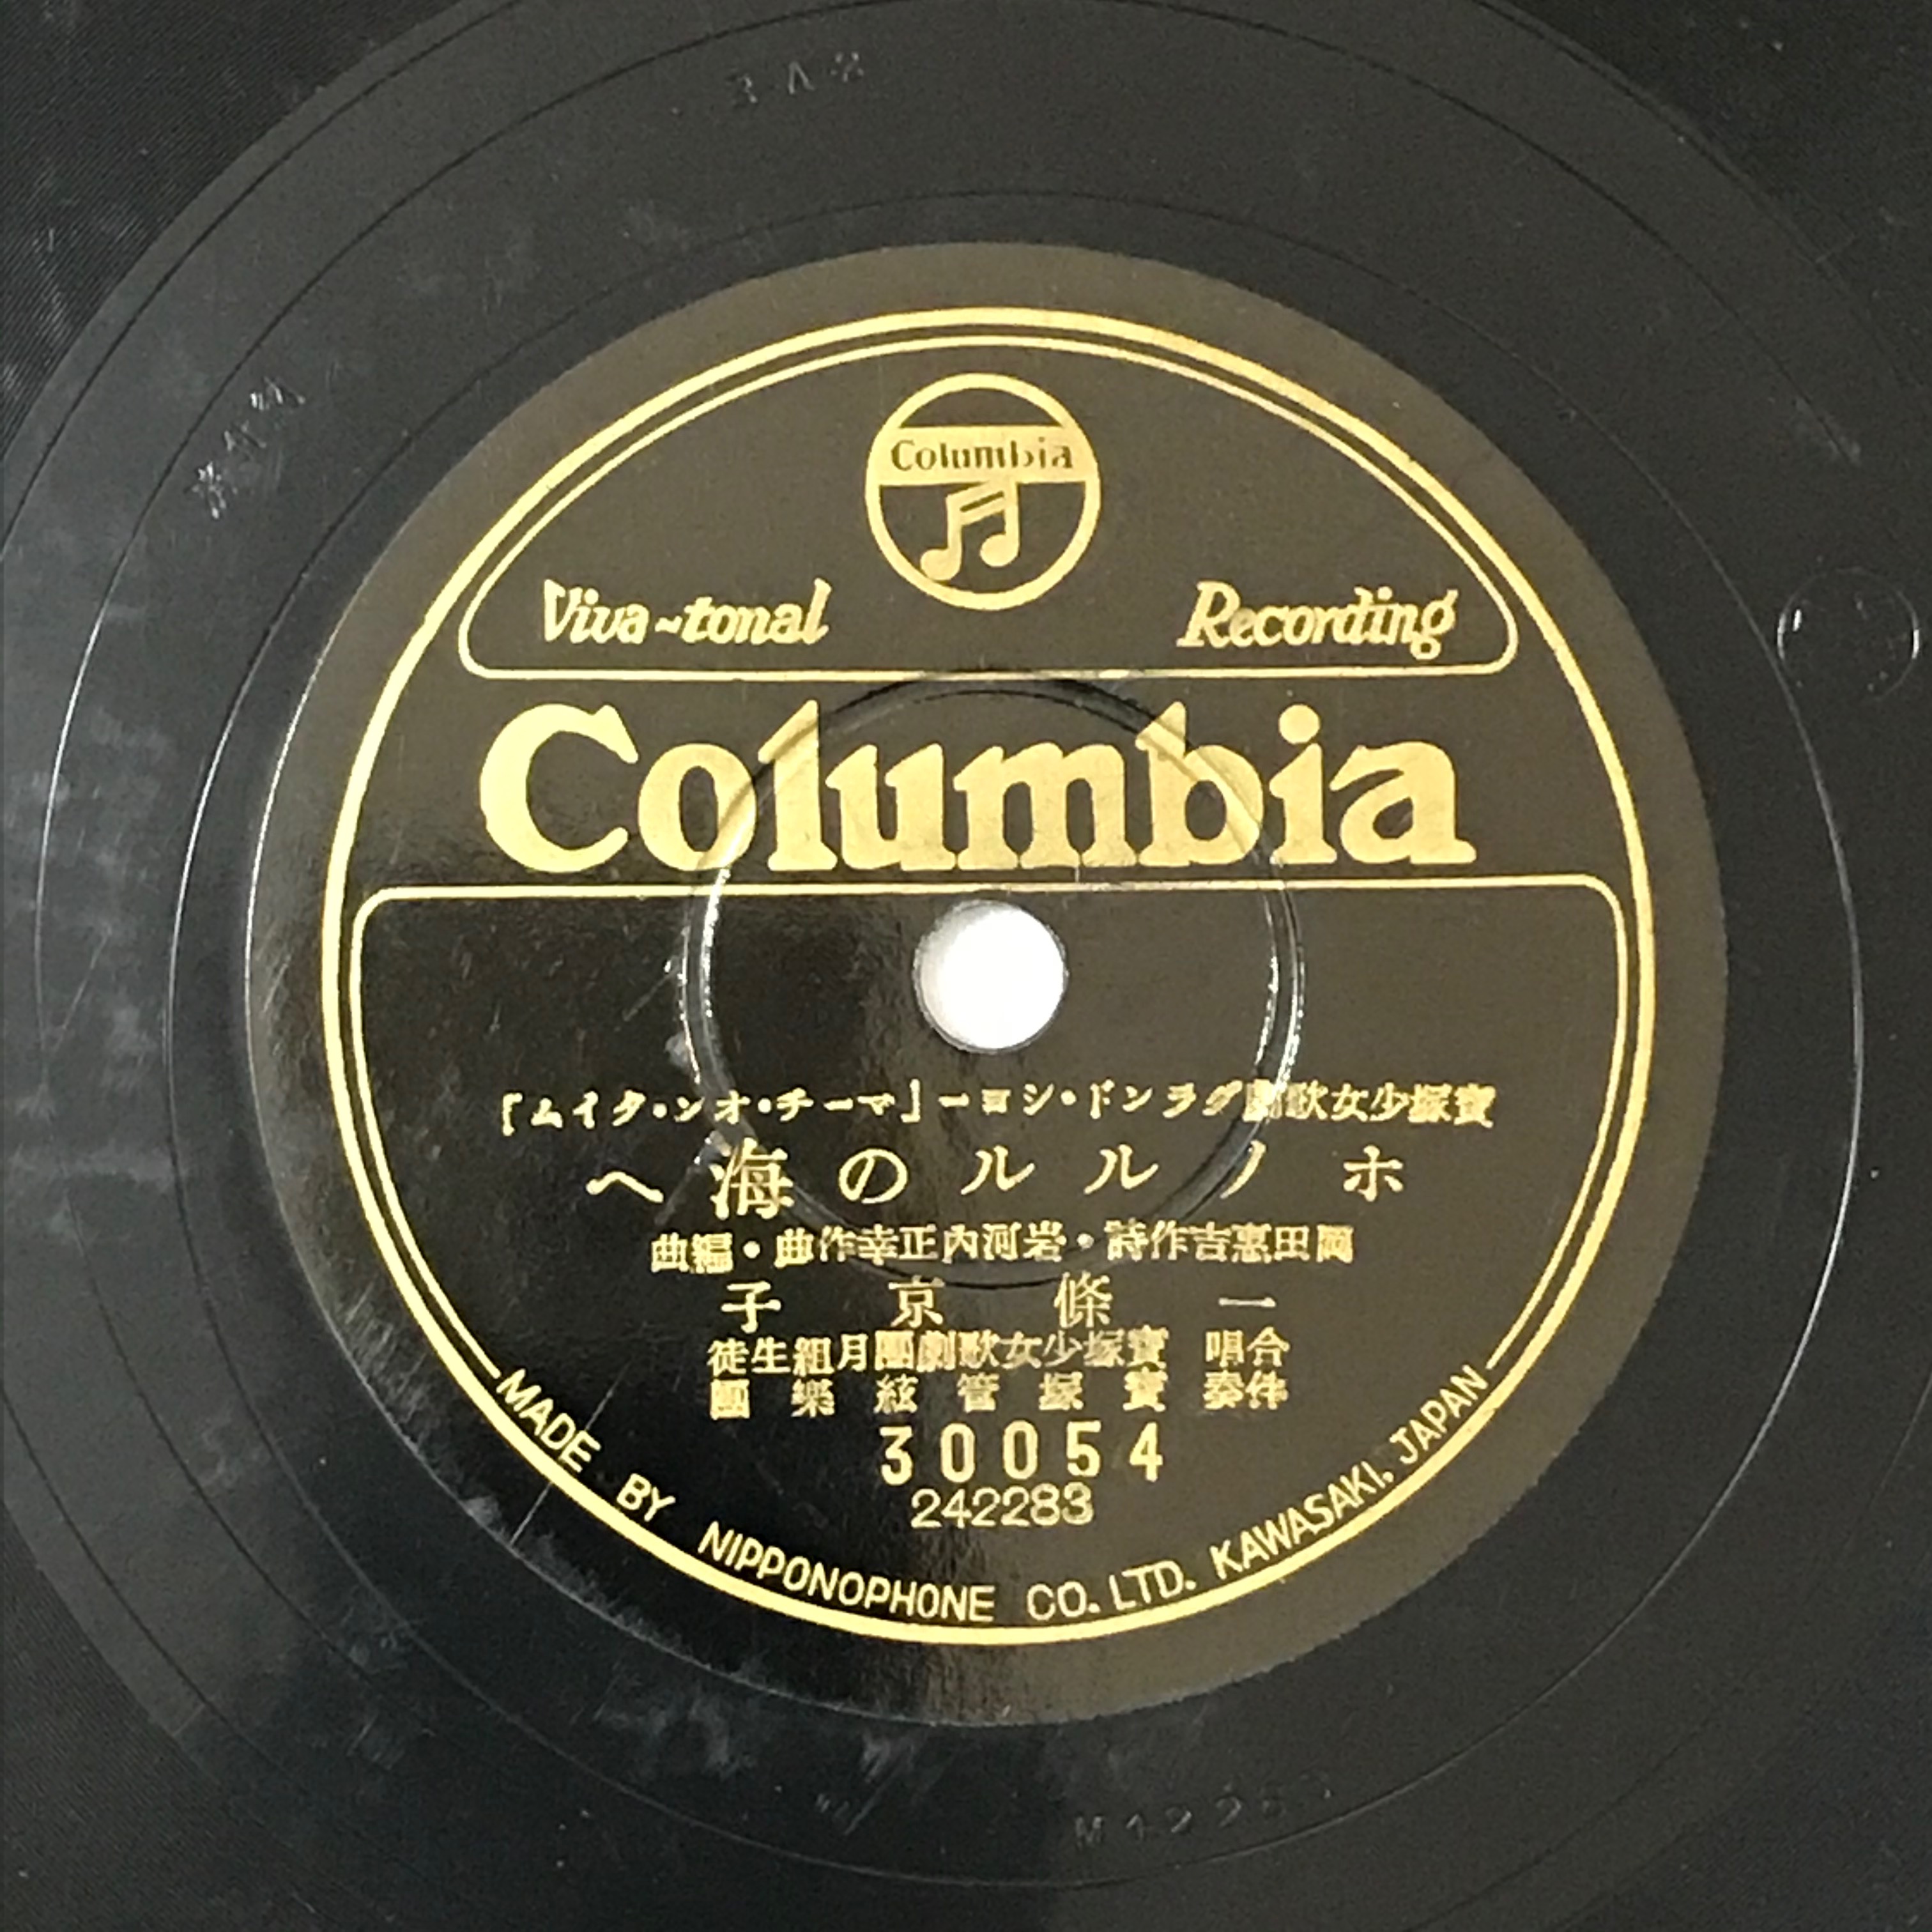 Columbia
Viva-tonal Recording
Columbia
寶塚少女歌劇グランド・シヨー「マーチ・オン・タイム」
ホノルルの海へ
岡田惠吉作詩・岩河內正幸作曲・編曲
一條京子
合唱 寶塚少女歌劇團月組生徒
伴奏 寶塚管絃樂團
30054
242283
MADE BY NIPPONOPHONE CO. LTD. KAWASAKI, JAPAN